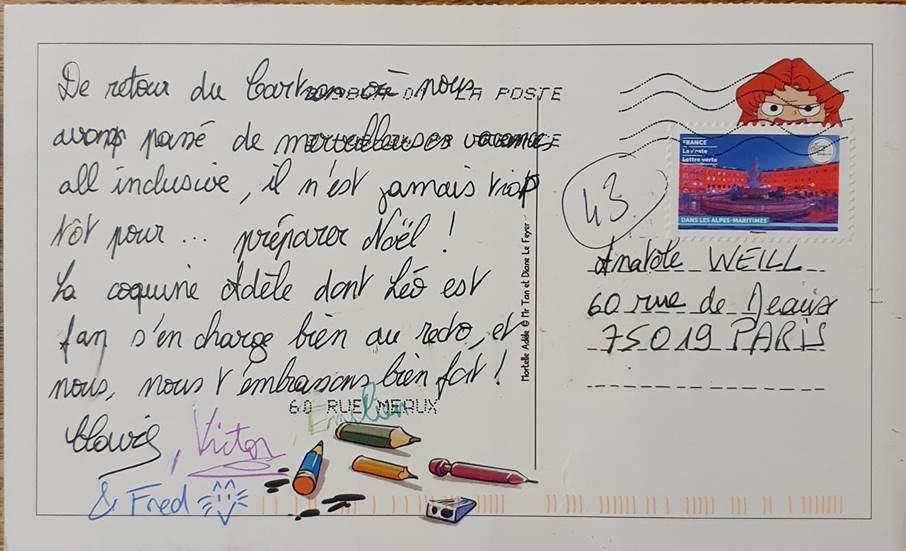 De retour du Cart où nous
avons passé de merveilleuses vacances
all inclusive, il n'est jamais trop
tôt pour ... préparer Noël !
La coquine Adèle dont Léo est
fan s'en charge bien au recto, et
nous, nous t'embrassons bien fort !
60 RUE MEAUX
Clovis, Victor Emilien
& Fred
LA POSTE
Mortelle Adèle © Mr Tan et Diane Le Feyer
FRANCE
La Poste
Lettre verte
DANS LES ALPES-MARITIMES
43
Anatole WEILL
60 rue de Meaux
75019 PARIS